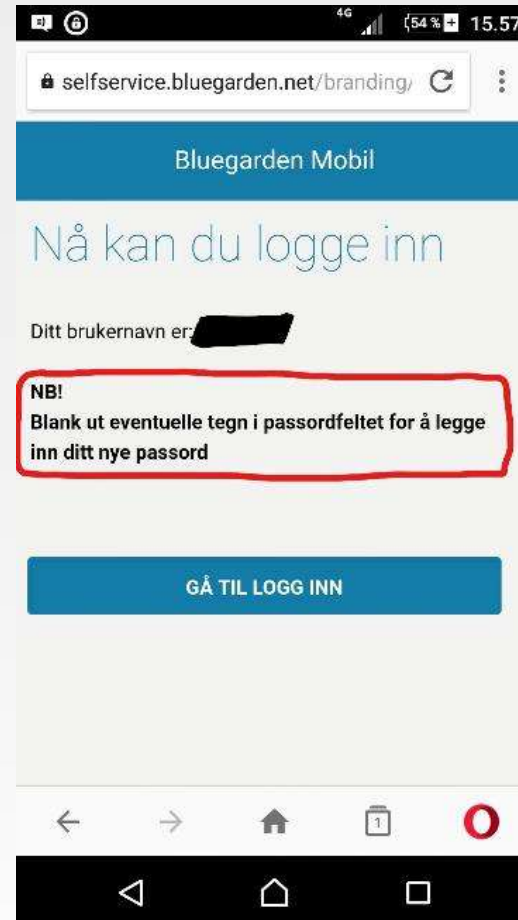 4G 54 % 15.57
selfservice.bluegarden.net/branding/
Bluegarden Mobil
Nå kan du logge inn
Ditt brukernavn er:
NB!
Blank ut eventuelle tegn i passordfeltet for å legge
inn ditt nye passord
GÅ TIL LOGG INN
1